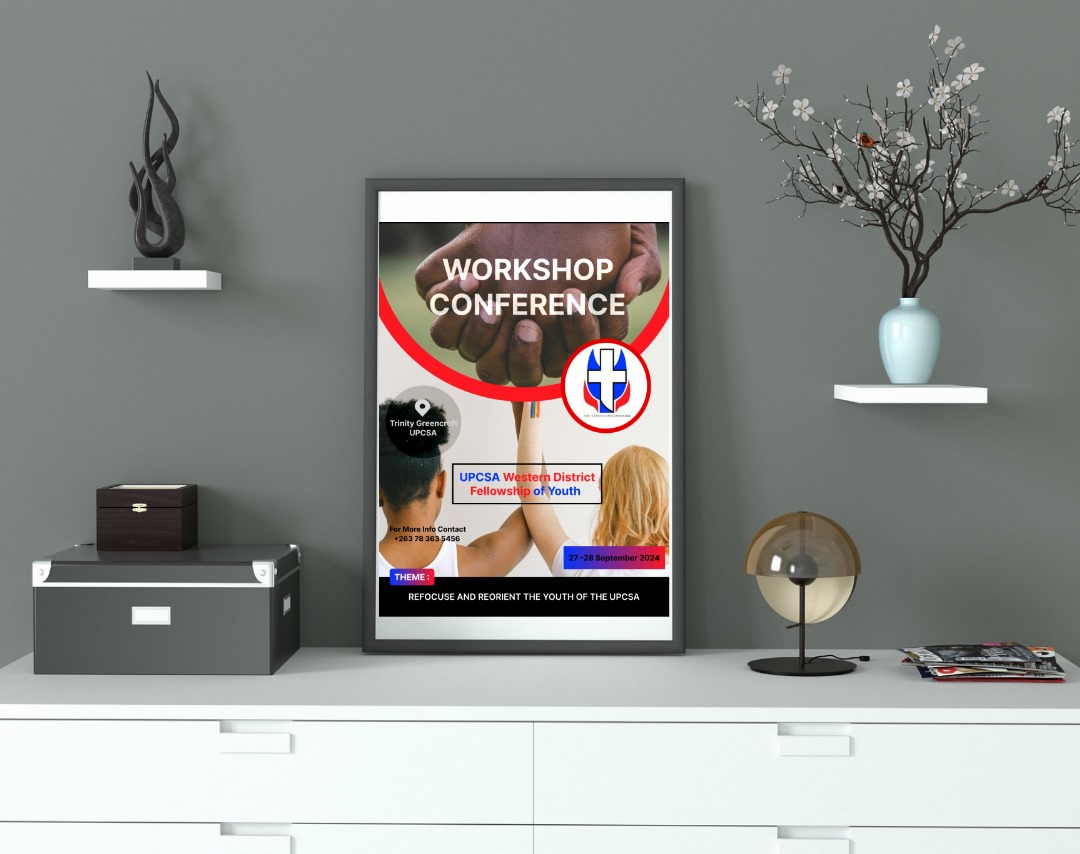 WORKSHOP
CONFERENCE
Trinity Greencroft
UPCSA
UPCSA Western District
Fellowship of Youth
For More Info Contact
+263 78 363 5456
27 -28 September 2024
THEME :
REFOCUSE AND REORIENT THE YOUTH OF THE UPCSA